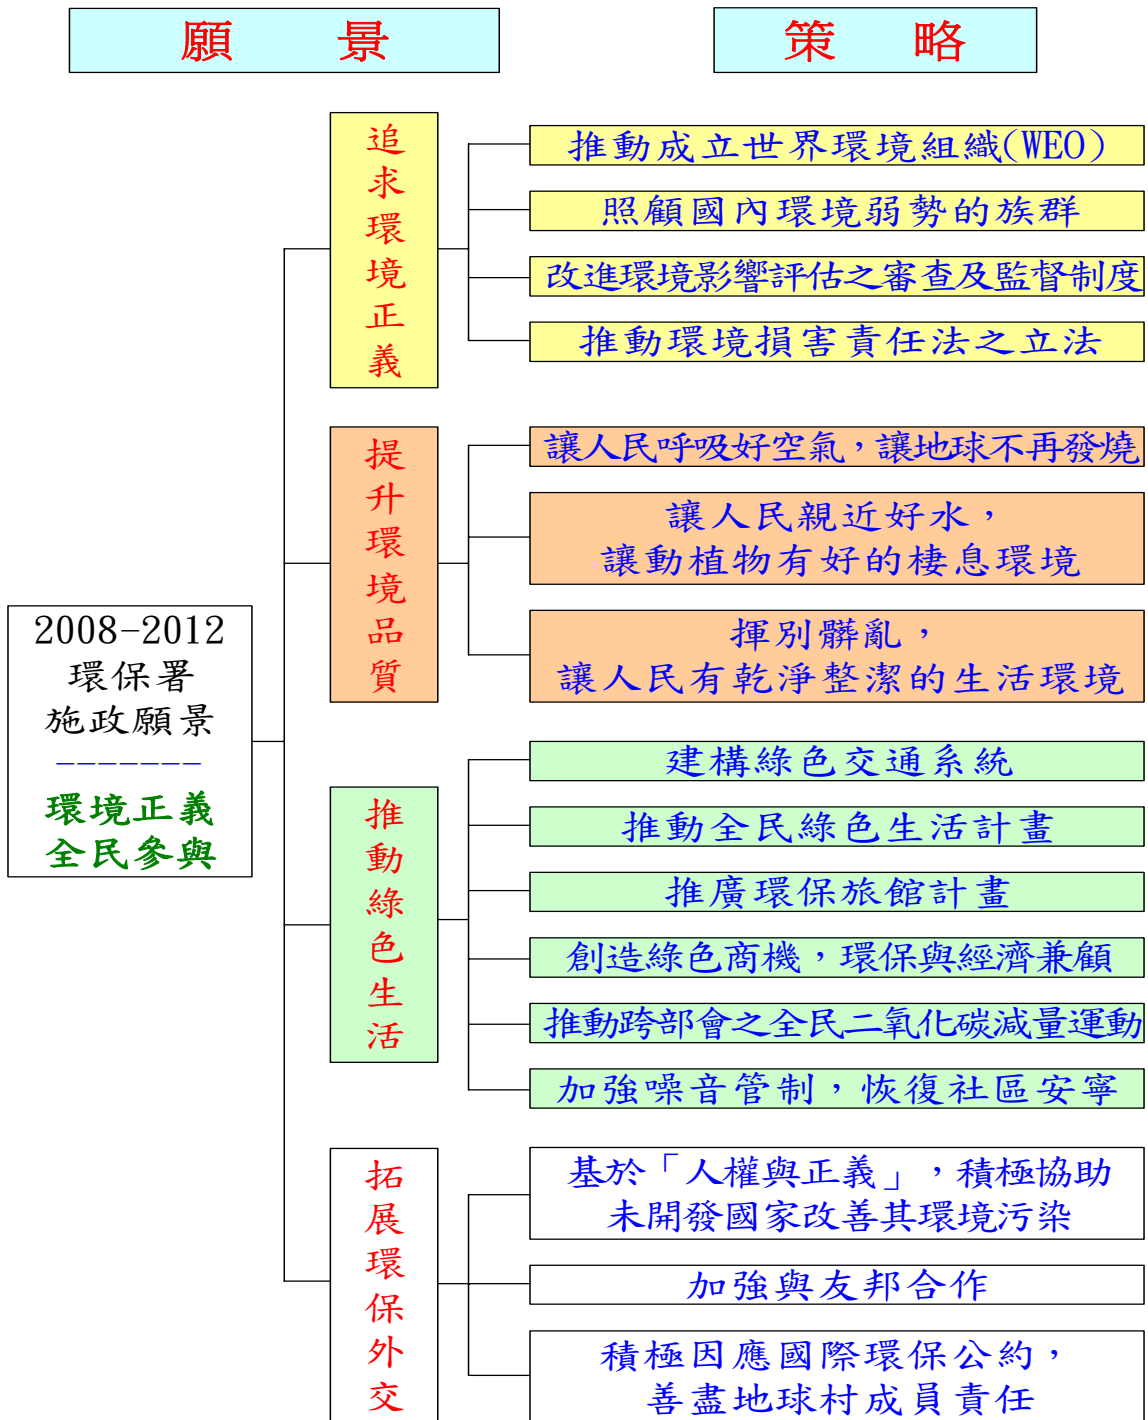 願景
策略
2008-2012
環保署
施政願景
-------
環境正義
全民參與
追求環境正義
推動成立世界環境組織(WEO)
照顧國內環境弱勢的族群
改進環境影響評估之審查及監督制度
推動環境損害責任法之立法
提升環境品質
讓人民呼吸好空氣，讓地球不再發燒
讓人民親近好水，
讓動植物有好的棲息環境
揮別髒亂，
讓人民有乾淨整潔的生活環境
推動綠色生活
建構綠色交通系統
推動全民綠色生活計畫
推廣環保旅館計畫
創造綠色商機，環保與經濟兼顧
推動跨部會之全民二氧化碳減量運動
加強噪音管制，恢復社區安寧
拓展環保外交
基於「人權與正義」，積極協助
未開發國家改善其環境污染
加強與友邦合作
積極因應國際環保公約，
善盡地球村成員責任